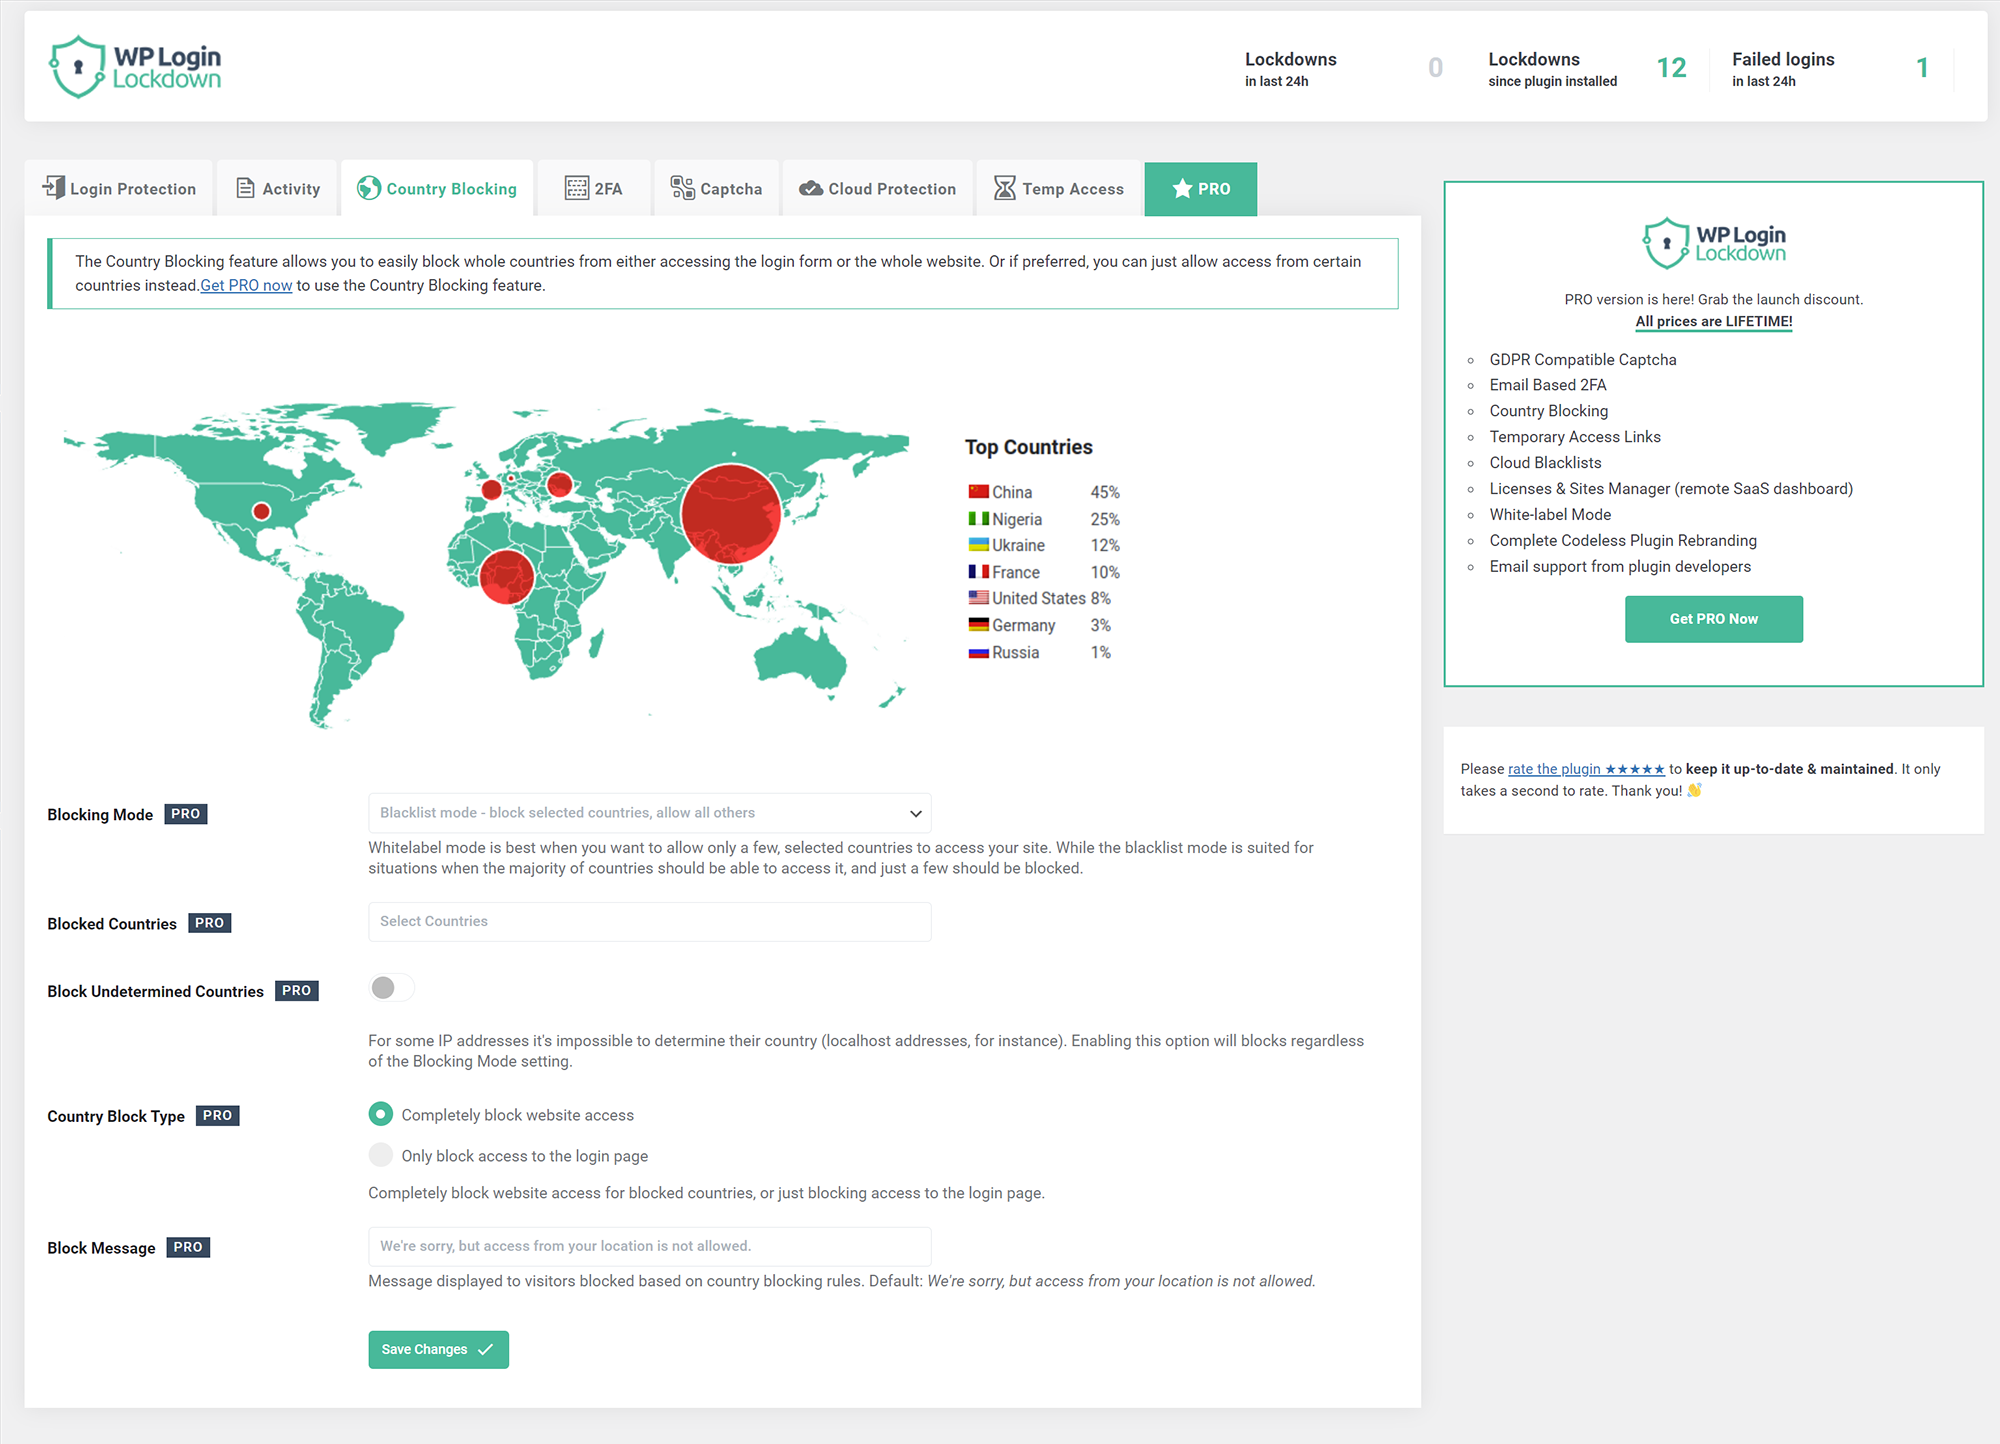 WP Login
Lockdown
Lockdowns
in last 24h
0
Lockdowns
since plugin installed
12
Failed logins
in last 24h
1
Login Protection
Activity
Country Blocking
2FA
Captcha
Cloud Protection
Temp Access
PRO
The Country Blocking feature allows you to easily block whole countries from either accessing the login form or the whole website. Or if preferred, you can just allow access from certain
countries instead.Get PRO now to use the Country Blocking feature.
Top Countries
China 45%
Nigeria 25%
Ukraine 12%
France 10%
United States 8%
Germany 3%
Russia 1%
Blocking Mode PRO
Blacklist mode - block selected countries, allow all others
Whitelabel mode is best when you want to allow only a few, selected countries to access your site. While the blacklist mode is suited for
situations when the majority of countries should be able to access it, and just a few should be blocked.
Blocked Countries PRO
Select Countries
Block Undetermined Countries PRO
For some IP addresses it's impossible to determine their country (localhost addresses, for instance). Enabling this option will blocks regardless
of the Blocking Mode setting.
Country Block Type PRO
Completely block website access
Only block access to the login page
Completely block website access for blocked countries, or just blocking access to the login page.
Block Message PRO
We're sorry, but access from your location is not allowed.
Message displayed to visitors blocked based on country blocking rules. Default: We're sorry, but access from your location is not allowed.
Save Changes
WP Login
Lockdown
PRO version is here! Grab the launch discount.
All prices are LIFETIME!
GDPR Compatible Captcha
Email Based 2FA
Country Blocking
Temporary Access Links
Cloud Blacklists
Licenses & Sites Manager (remote SaaS dashboard)
White-label Mode
Complete Codeless Plugin Rebranding
Email support from plugin developers
Get PRO Now
Please rate the plugin ★★★★★ to keep it up-to-date & maintained. It only
takes a second to rate. Thank you! 👋